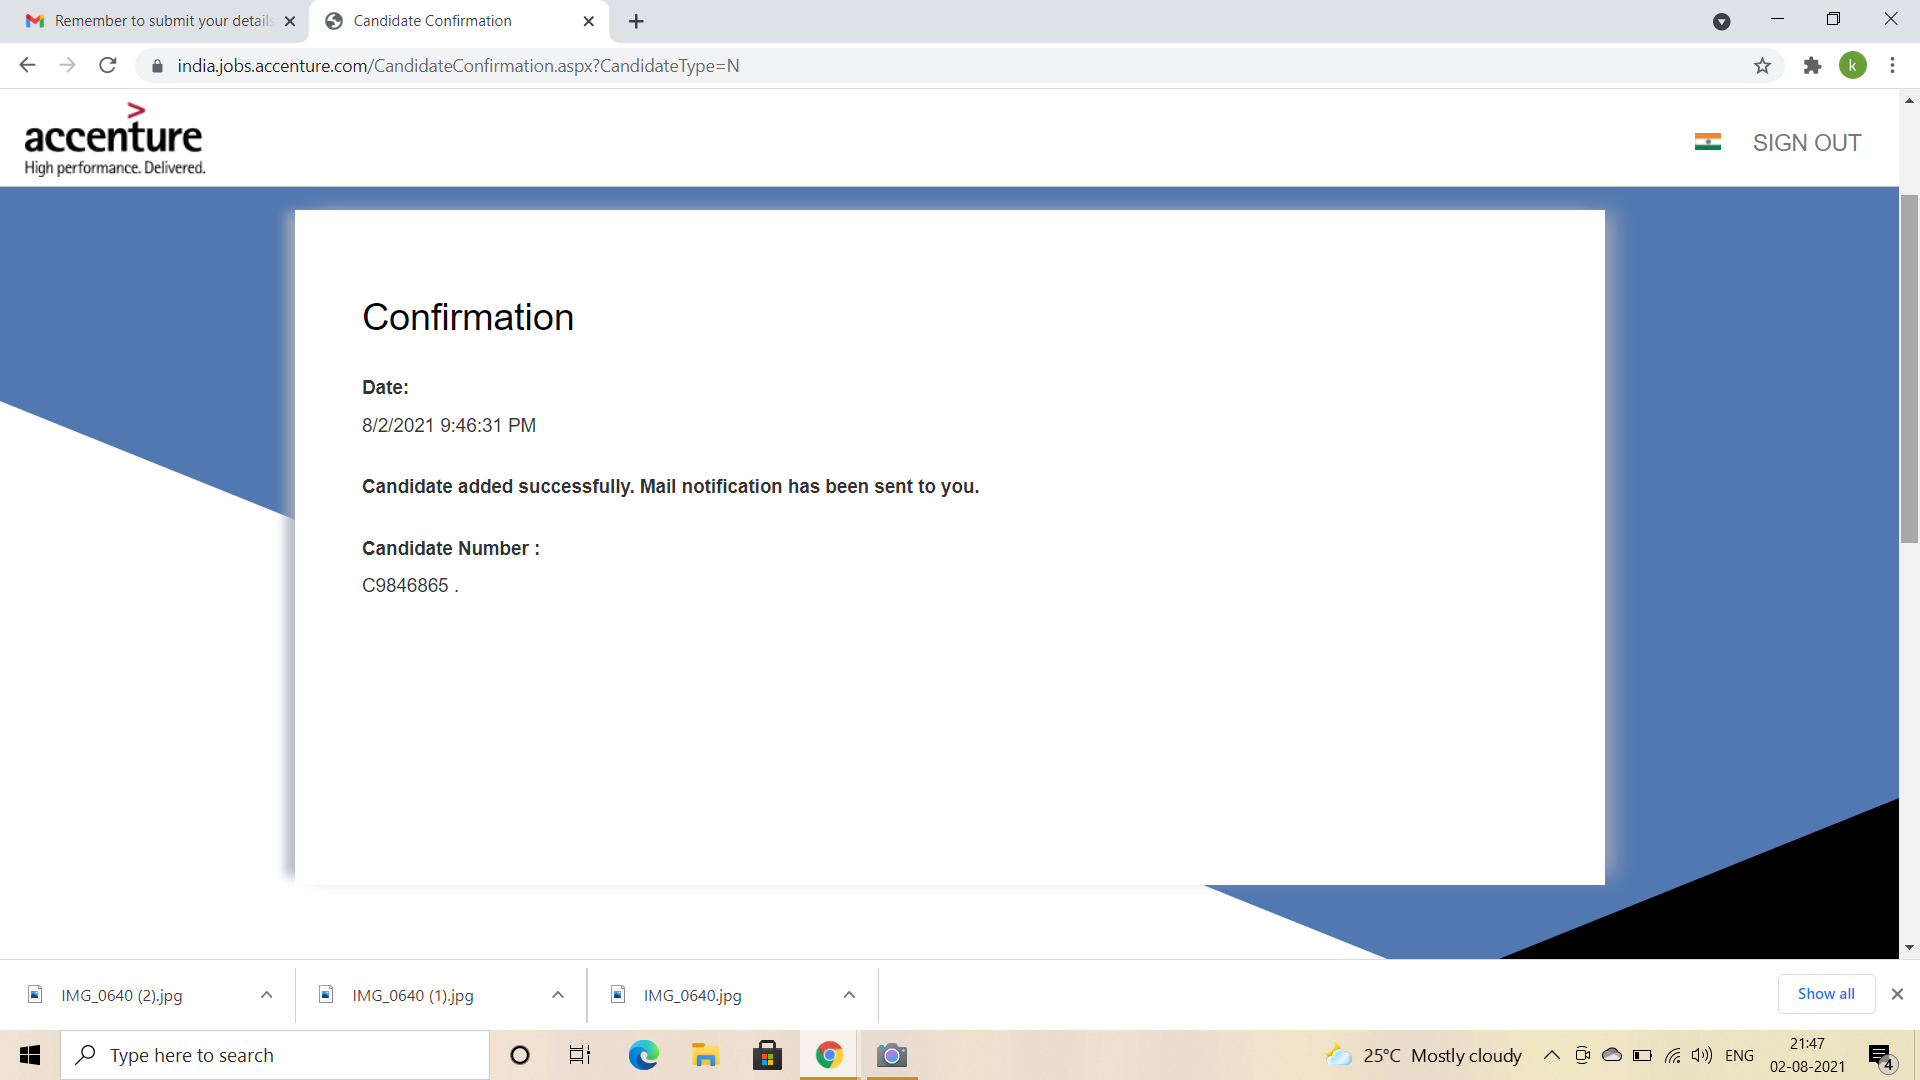 Remember to submit your details
Candidate Confirmation
india.jobs.accenture.com/CandidateConfirmation.aspx?CandidateType=N
k
>
accenture
High performance. Delivered.
SIGN OUT
Confirmation
Date:
8/2/2021 9:46:31 PM
Candidate added successfully. Mail notification has been sent to you.
Candidate Number :
C9846865 .
IMG_0640 (2).jpg
IMG_0640 (1).jpg
IMG_0640.jpg
Show all
Type here to search
25°C Mostly cloudy
ENG
21:47
02-08-2021
4